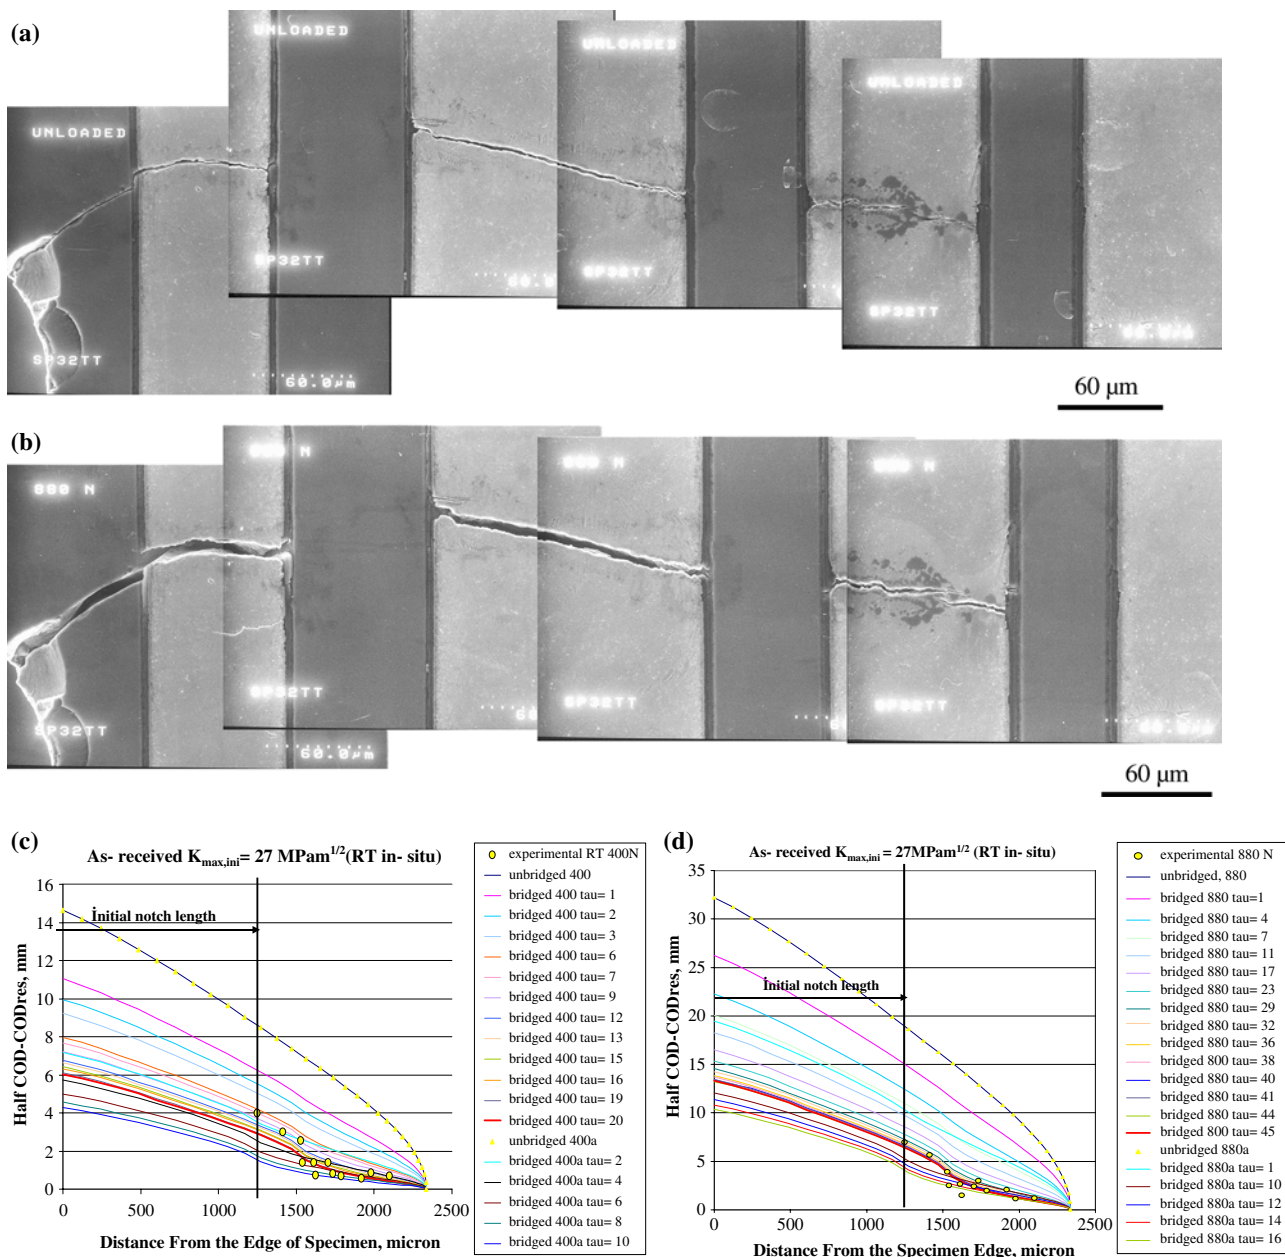 (a)
UNLOADED
UNLOADED
UNLOADED
UNLOADED
SP32TT
SP32TT
SP32TT
SP32TT
60.0µm
60 µm
(b)
880 N
880 N
880 N
SP32TT
SP32TT
SP32TT
SP32TT
60.0µm
60 µm
(c)
As- received Kmax,ini= 27 MPam1/2(RT in- situ)
Half COD-CODres, mm
16
14
12
10
8
6
4
2
0
Initial notch length
0 500 1000 1500 2000 2500
Distance From the Edge of Specimen, micron
experimental RT 400N
unbridged 400
bridged 400 tau= 1
bridged 400 tau= 2
bridged 400 tau= 3
bridged 400 tau= 6
bridged 400 tau= 7
bridged 400 tau= 9
bridged 400 tau= 12
bridged 400 tau= 13
bridged 400 tau= 15
bridged 400 tau= 16
bridged 400 tau= 19
bridged 400 tau= 20
unbridged 400a
bridged 400a tau= 2
bridged 400a tau= 4
bridged 400a tau= 6
bridged 400a tau= 8
bridged 400a tau= 10
(d)
As- received Kmax,ini= 27MPam1/2 (RT in- situ)
Half COD-CODres, mm
35
30
25
20
15
10
5
0
Initial notch length
0 500 1000 1500 2000 2500
Distance From the Specimen Edge, micron
experimental 880 N
unbridged, 880
bridged 880 tau=1
bridged 880 tau= 4
bridged 880 tau= 7
bridged 880 tau= 11
bridged 880 tau= 17
bridged 880 tau= 23
bridged 880 tau= 29
bridged 880 tau= 32
bridged 880 tau= 36
bridged 800 tau= 38
bridged 880 tau= 40
bridged 880 tau= 41
bridged 880 tau= 44
bridged 800 tau= 45
unbridged 880a
bridged 880a tau= 1
bridged 880a tau= 10
bridged 880a tau= 12
bridged 880a tau= 14
bridged 880a tau= 16